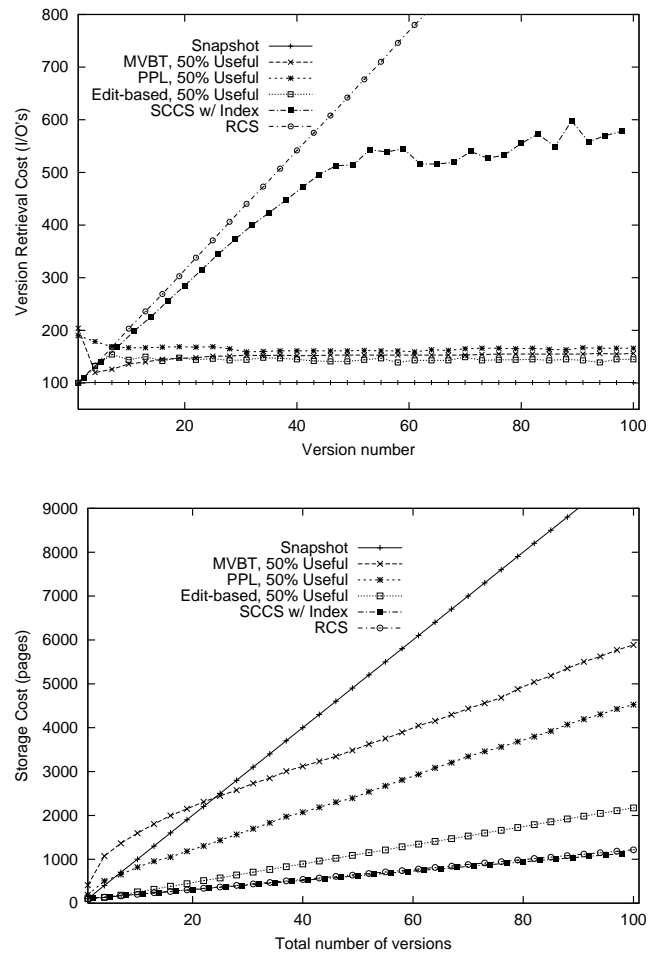 800
700
600
500
400
300
200
100
Version Retrieval Cost (I/O's)
Snapshot
MVBT, 50% Useful
PPL, 50% Useful
Edit-based, 50% Useful
SCCS w/ Index
RCS
20 40 60 80 100
Version number
9000
8000
7000
6000
5000
4000
3000
2000
1000
0
Storage Cost (pages)
Snapshot
MVBT, 50% Useful
PPL, 50% Useful
Edit-based, 50% Useful
SCCS w/ Index
RCS
20 40 60 80 100
Total number of versions